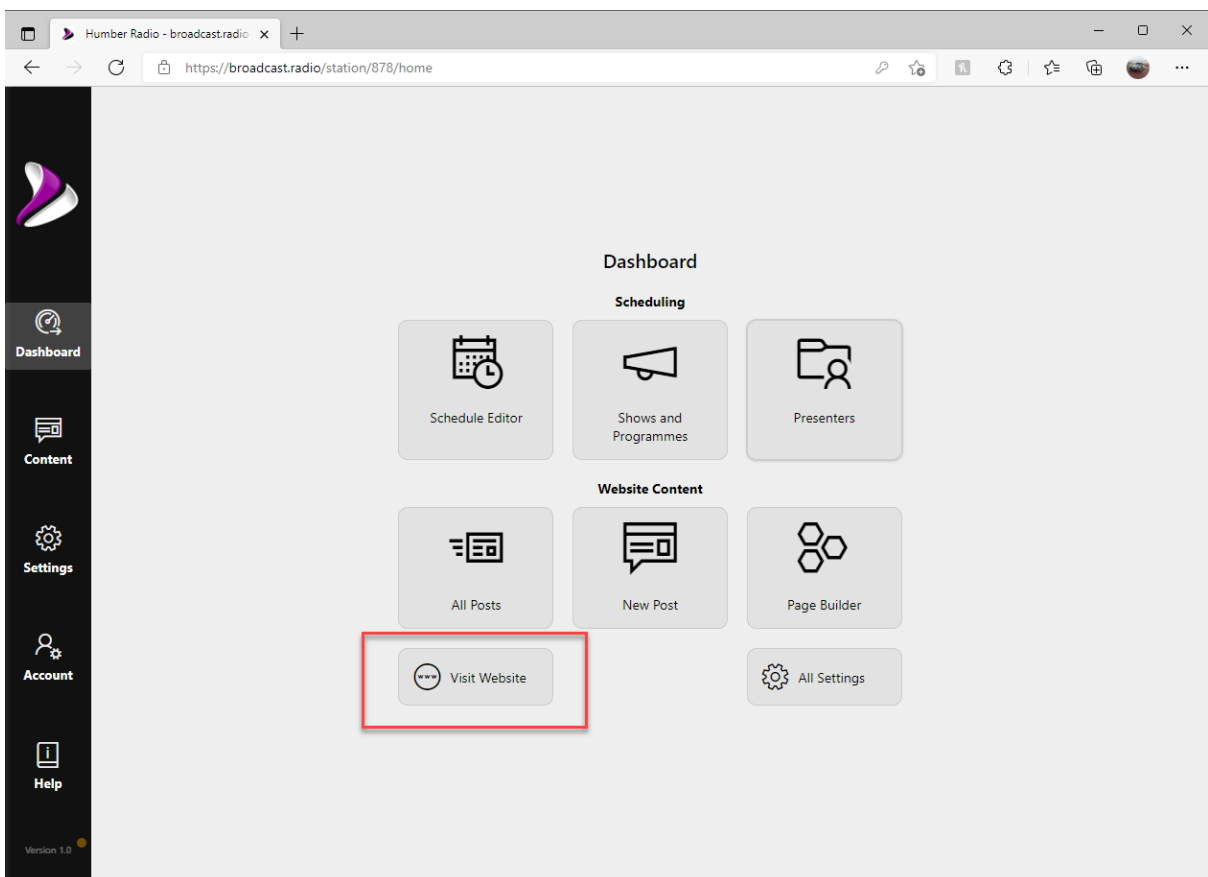 Humber Radio - broadcast.radio
https://broadcast.radio/station/878/home
Dashboard
Content
Settings
Account
Help
Version 1.0
Dashboard
Scheduling
Schedule Editor
Shows and
Programmes
Presenters
Website Content
All Posts
New Post
Page Builder
www
Visit Website
All Settings